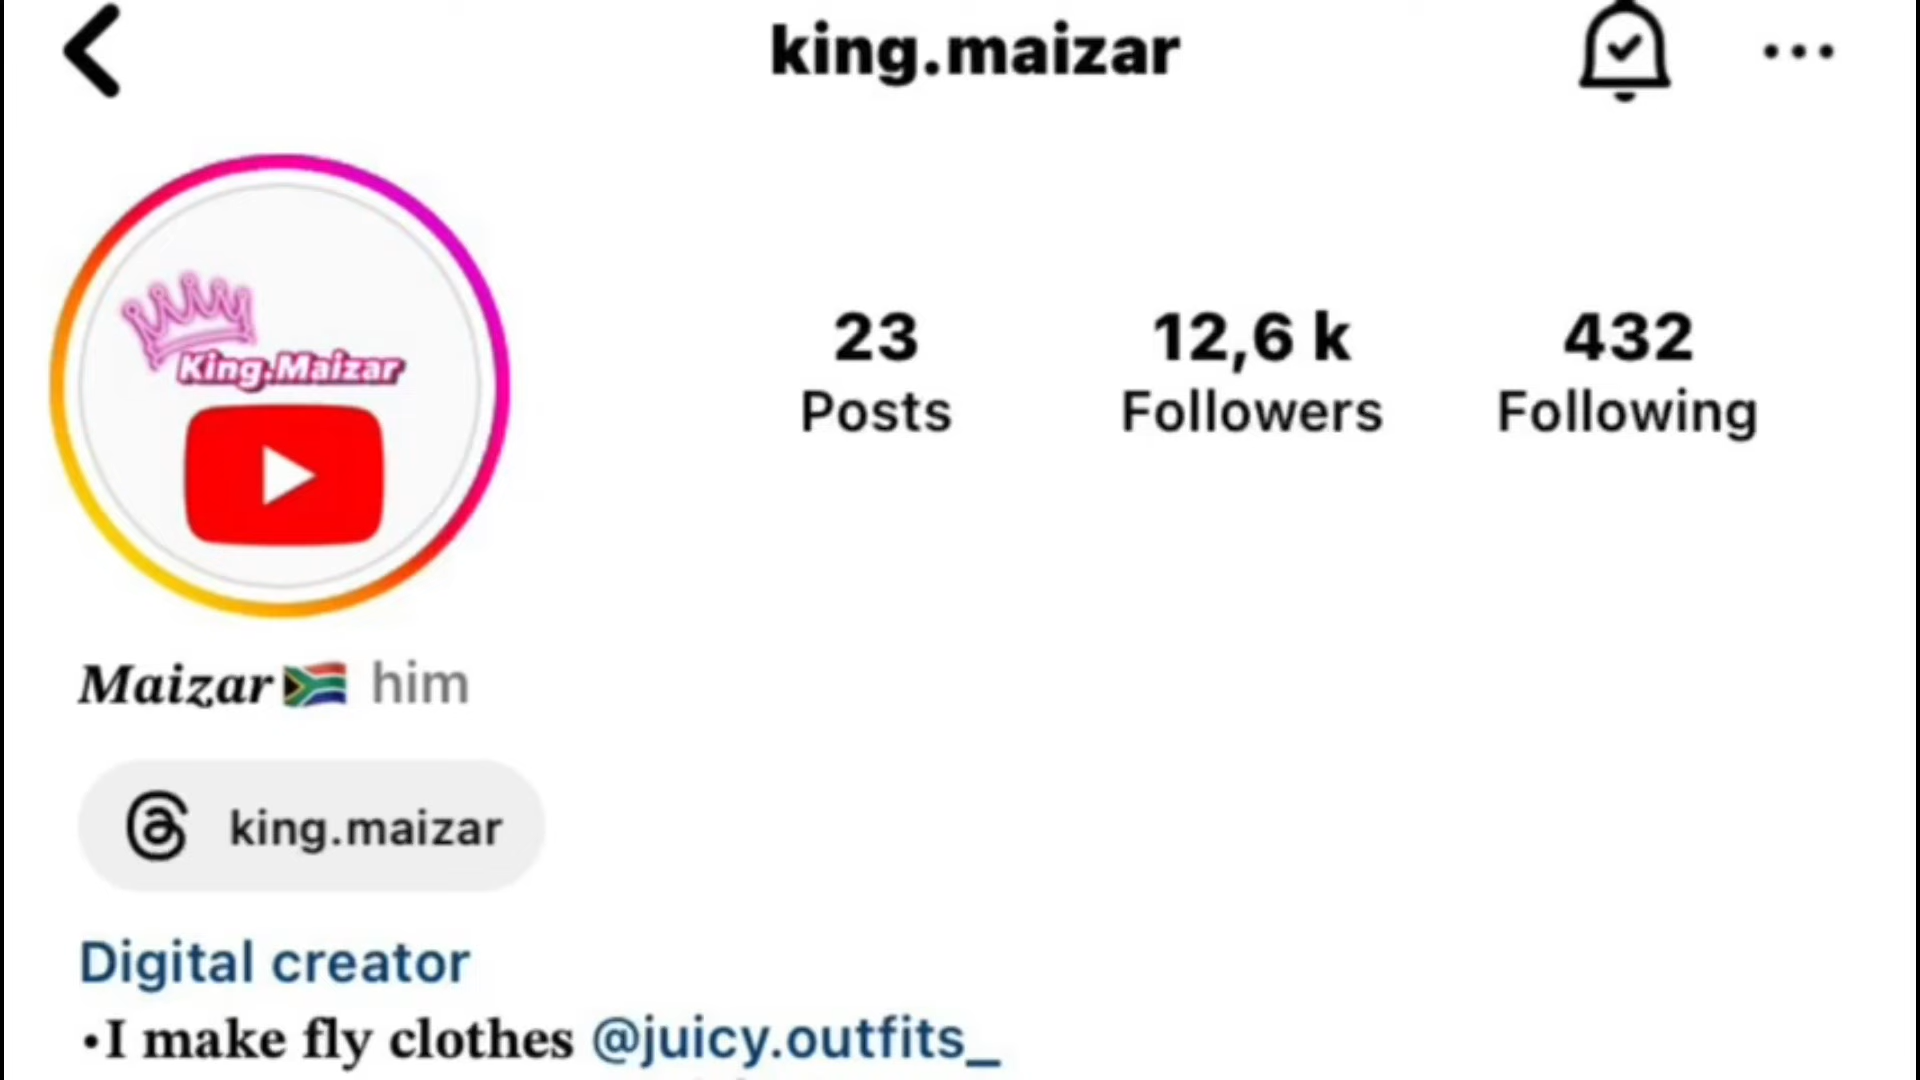 king.maizar
King.Maizar
23
Posts
12,6 k
Followers
432
Following
Maizar🇿🇦 him
king.maizar
Digital creator
•I make fly clothes @juicy.outfits_